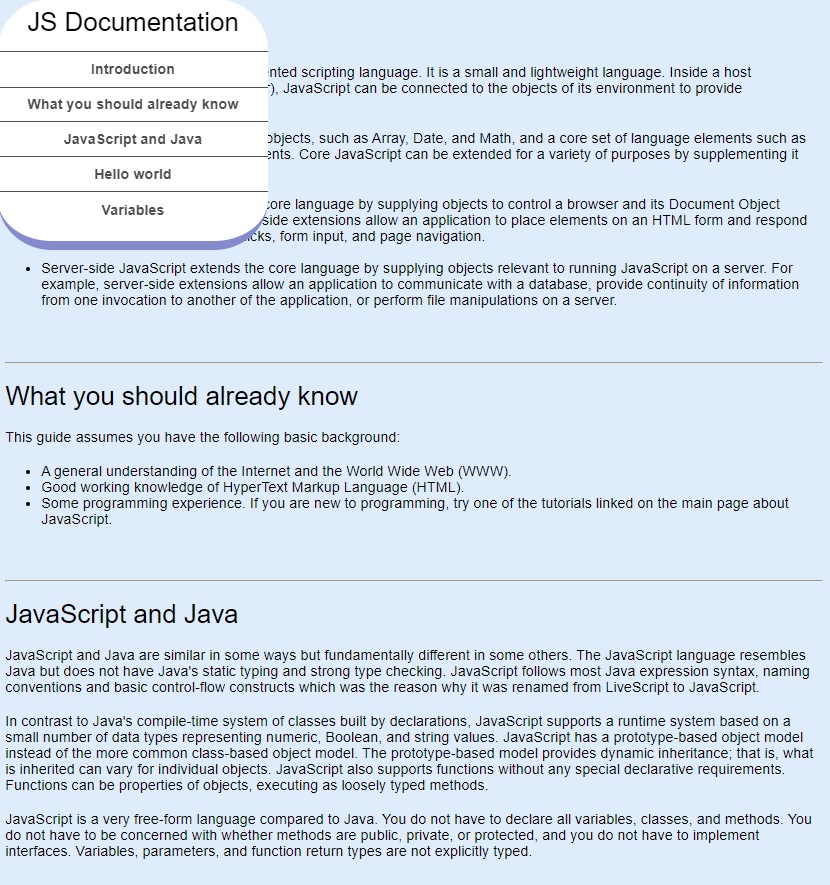 JS Documentation
Introduction
What you should already know
JavaScript and Java
Hello world
Variables
scripting language. It is a small and lightweight language. Inside a host
JavaScript can be connected to the objects of its environment to provide
objects, such as Array, Date, and Math, and a core set of language elements such as
Core JavaScript can be extended for a variety of purposes by supplementing it
core language by supplying objects to control a browser and its Document Object
side extensions allow an application to place elements on an HTML form and respond
form input, and page navigation.
• Server-side JavaScript extends the core language by supplying objects relevant to running JavaScript on a server. For
example, server-side extensions allow an application to communicate with a database, provide continuity of information
from one invocation to another of the application, or perform file manipulations on a server.
What you should already know
This guide assumes you have the following basic background:
• A general understanding of the Internet and the World Wide Web (WWW).
• Good working knowledge of HyperText Markup Language (HTML).
• Some programming experience. If you are new to programming, try one of the tutorials linked on the main page about
JavaScript.
JavaScript and Java
JavaScript and Java are similar in some ways but fundamentally different in some others. The JavaScript language resembles
Java but does not have Java's static typing and strong type checking. JavaScript follows most Java expression syntax, naming
conventions and basic control-flow constructs which was the reason why it was renamed from LiveScript to JavaScript.
In contrast to Java's compile-time system of classes built by declarations, JavaScript supports a runtime system based on a
small number of data types representing numeric, Boolean, and string values. JavaScript has a prototype-based object model
instead of the more common class-based object model. The prototype-based model provides dynamic inheritance; that is, what
is inherited can vary for individual objects. JavaScript also supports functions without any special declarative requirements.
Functions can be properties of objects, executing as loosely typed methods.
JavaScript is a very free-form language compared to Java. You do not have to declare all variables, classes, and methods. You
do not have to be concerned with whether methods are public, private, or protected, and you do not have to implement
interfaces. Variables, parameters, and function return types are not explicitly typed.